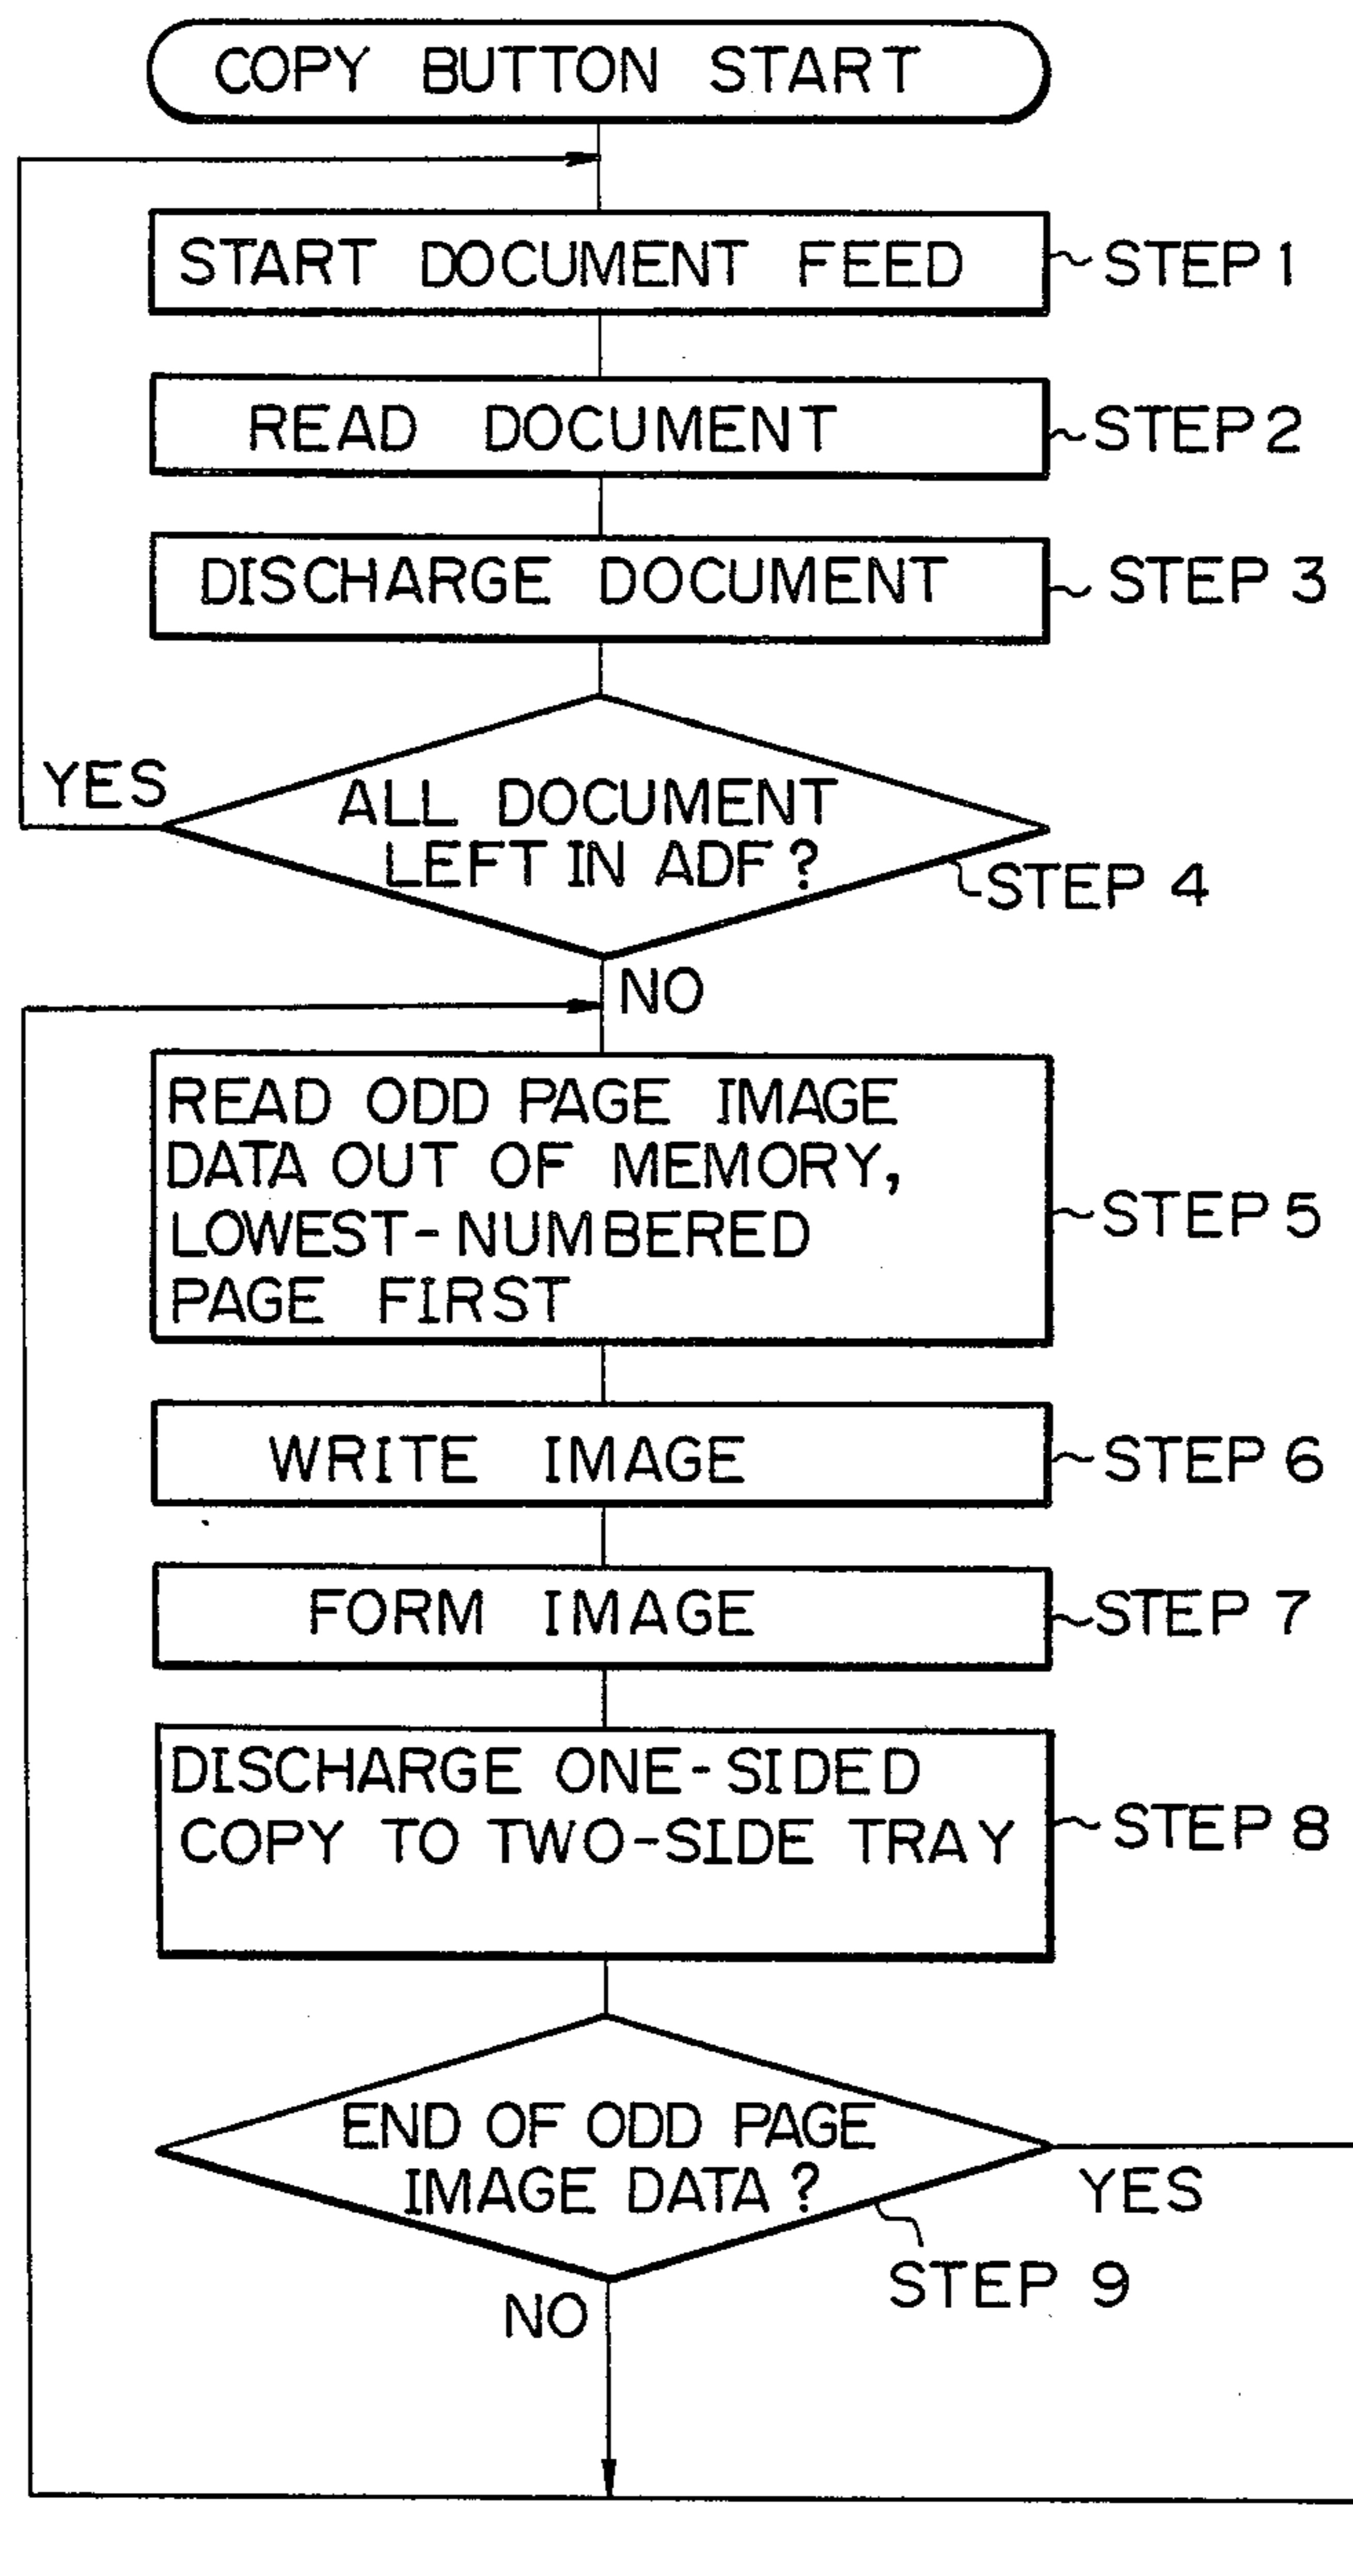 COPY BUTTON START
START DOCUMENT FEED
STEP 1
READ DOCUMENT
STEP 2
DISCHARGE DOCUMENT
STEP 3
YES
ALL DOCUMENT
LEFT IN ADF?
STEP 4
NO
READ ODD PAGE IMAGE
DATA OUT OF MEMORY,
LOWEST-NUMBERED
PAGE FIRST
STEP 5
WRITE IMAGE
STEP 6
FORM IMAGE
STEP 7
DISCHARGE ONE-SIDED
COPY TO TWO-SIDE TRAY
STEP 8
END OF ODD PAGE
IMAGE DATA?
YES
STEP 9
NO